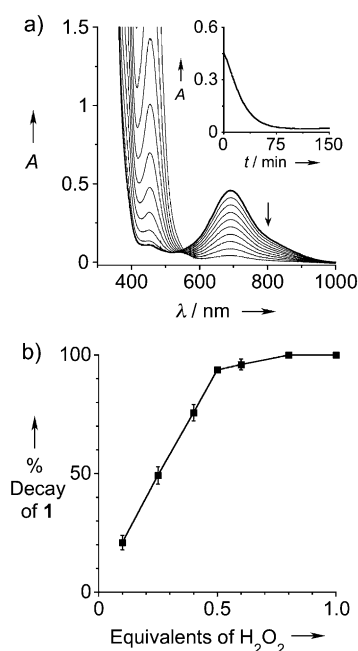 a)
1.5
1
0.5
0
A
400 600 800 1000
λ / nm
0.6
0.3
0
A
0 75 150
t / min
b)
100
50
0
%
Decay
of 1
0 0.5 1.0
Equivalents of H2O2